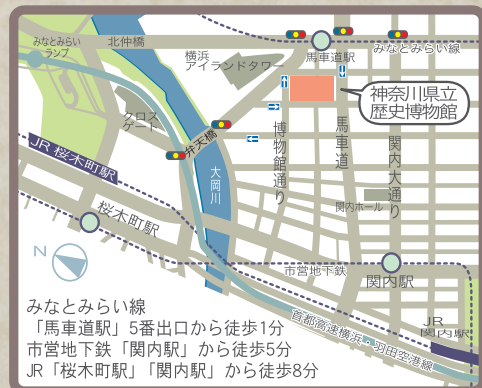 みなとみらい
ランプ
北仲橋
横浜
アイランドタワー
馬車道駅
みなとみらい線
神奈川県立
歴史博物館
クロス
ゲート
弁天橋
博物館通り
馬車道
関内大通り
JR 桜木町駅
大岡川
関内ホール
桜木町駅
N
市営地下鉄
関内駅
首都高速横浜・羽田空港線
JR
関内駅
みなとみらい線
「馬車道駅」5番出口から徒歩1分
市営地下鉄「関内駅」から徒歩5分
JR「桜木町駅」「関内駅」から徒歩8分